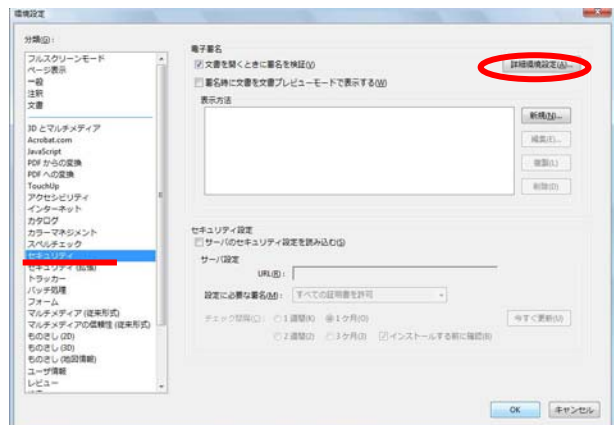 環境設定
分類(G):
フルスクリーンモード
ページ表示
一般
注釈
文書
3D とマルチメディア
Acrobat.com
JavaScript
PDF からの変換
PDF への変換
TouchUp
アクセシビリティ
インターネット
カタログ
カラーマネジメント
スペルチェック
セキュリティ
セキュリティ (拡張)
トラッカー
バッチ処理
フォーム
マルチメディア (従来形式)
マルチメディアの信頼性 (従来形式)
ものさし (2D)
ものさし (3D)
ものさし (地図情報)
ユーザ情報
レビュー
電子署名
文書を開くときに署名を検証(V)
詳細環境設定(A)...
署名時に文書を文書プレビューモードで表示する(W)
表示方法
新規(N)...
編集(E)...
複製(L)
削除(D)
セキュリティ設定
サーバのセキュリティ設定を読み込む(S)
サーバ設定
URL(R):
設定に必要な署名(M): すべての証明書を許可
チェック間隔(C): 1 週間(K) 1 ケ月(O) 今すぐ更新(U)
2 週間(2) 3 ケ月(3) インストールする前に確認(B)
OK キャンセル